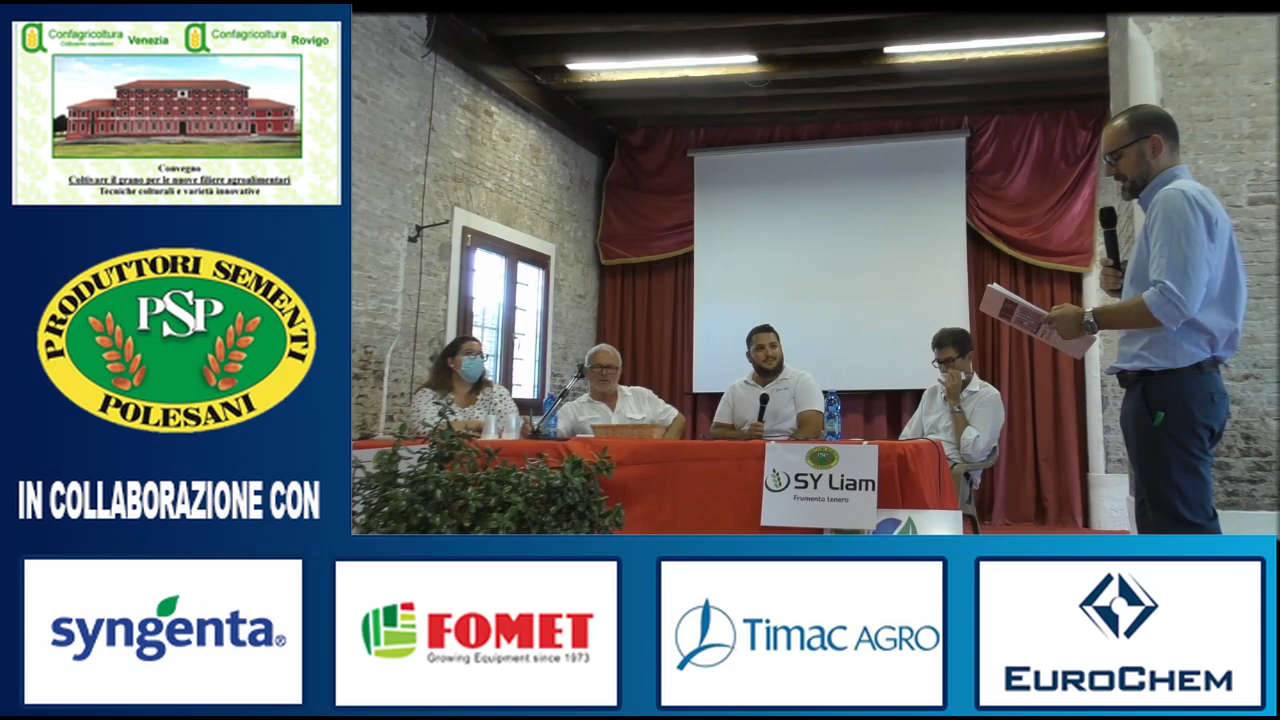 Confagricoltura
Venezia
Confagricoltura
Rovigo
Convegno
Coltivare il grano per le nuove filiere agroalimentari
Tecniche colturali e varietà innovative
PRODUTTORI SEMENTI
PSP
POLESANI
IN COLLABORAZIONE CON
PSP
SY Liam
Frumento tenero
syngenta®
FOMET
Growing Equipment since 1973
Timac AGRO
EUROCHEM